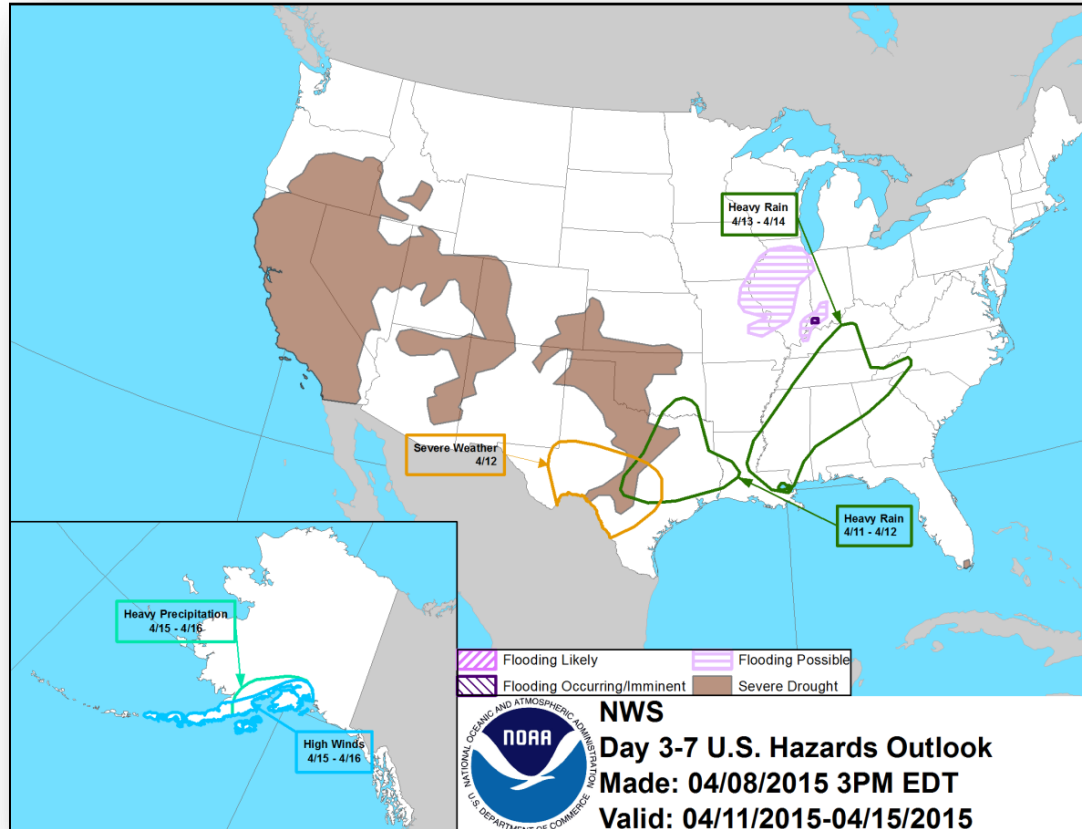 Heavy Rain
4/13 - 4/14
Severe Weather
4/12
Heavy Rain
4/11 - 4/12
Heavy Precipitation
4/15 - 4/16
High Winds
4/15 - 4/16
Flooding Likely
Flooding Possible
Flooding Occurring/Imminent
Severe Drought
NATIONAL OCEANIC AND ATMOSPHERIC ADMINISTRATION
NOAA
U.S. DEPARTMENT OF COMMERCE
NWS
Day 3-7 U.S. Hazards Outlook
Made: 04/08/2015 3PM EDT
Valid: 04/11/2015-04/15/2015